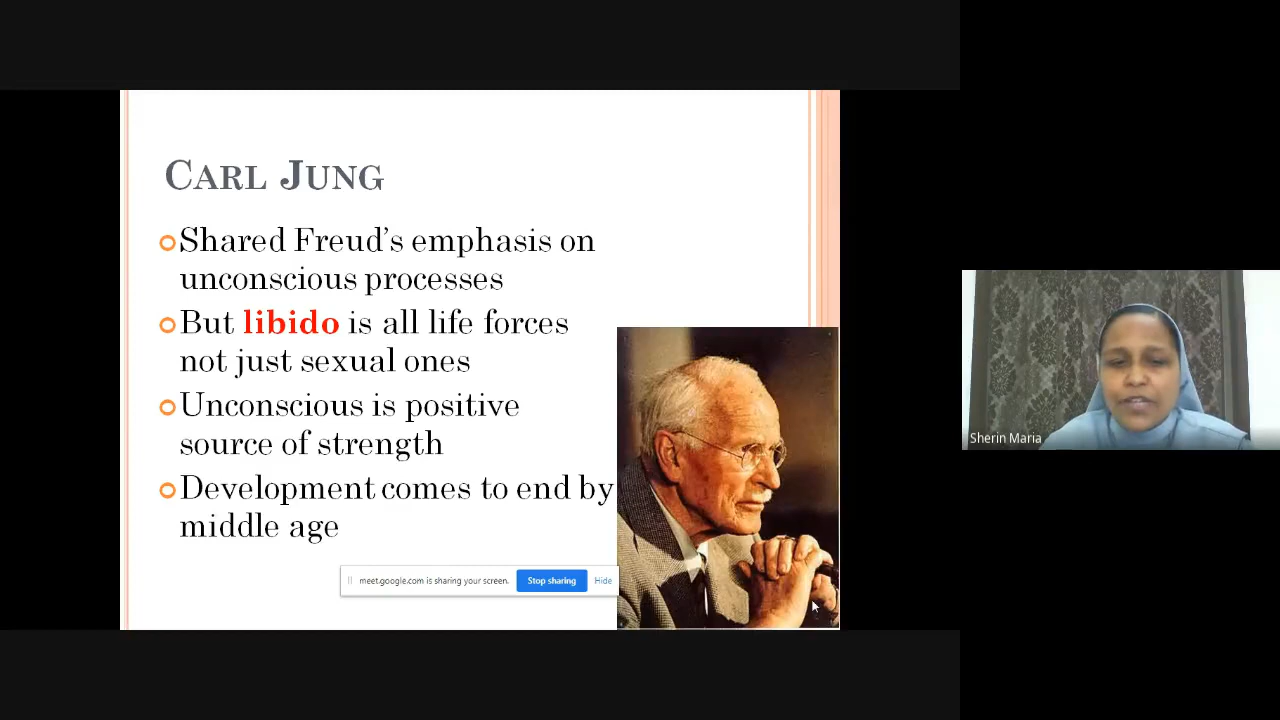 CARL JUNG
Shared Freud's emphasis on
unconscious processes
But libido is all life forces
not just sexual ones
Unconscious is positive
source of strength
Development comes to end by
middle age
meet.google.com is sharing your screen.
Stop sharing
Hide
Sherin Maria